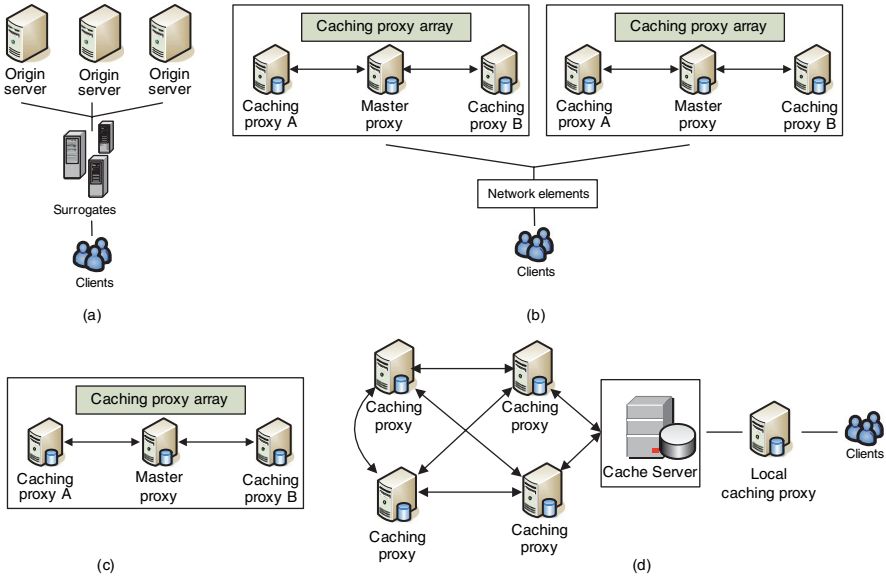 Origin
server
Origin
server
Origin
server
Surrogates
Clients
(a)
Caching proxy array
Caching
proxy A
Master
proxy
Caching
proxy B
Caching proxy array
Caching
proxy A
Master
proxy
Caching
proxy B
Network elements
Clients
(b)
Caching proxy array
Caching
proxy A
Master
proxy
Caching
proxy B
(c)
Caching
proxy
Caching
proxy
Caching
proxy
Caching
proxy
Cache Server
Local
caching proxy
Clients
(d)